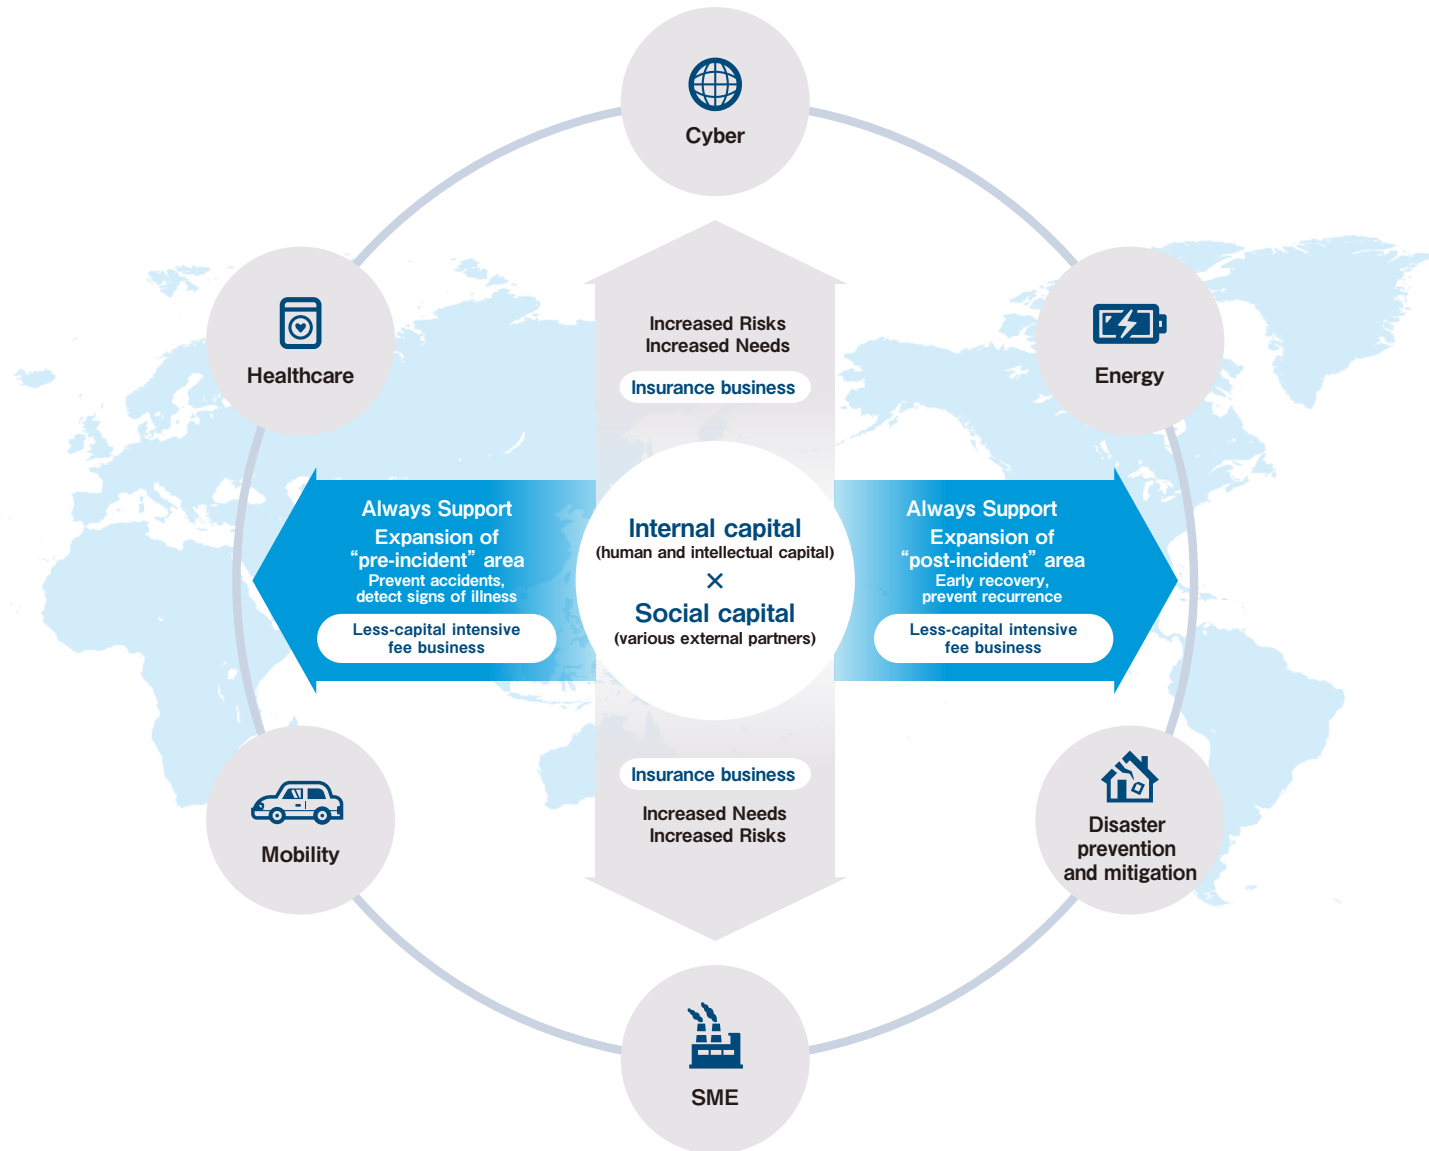 Cyber
Healthcare
Energy
Increased Risks
Increased Needs
Insurance business
Always Support
Expansion of
“pre-incident” area
Prevent accidents,
detect signs of illness
Less-capital intensive
fee business
Internal capital
(human and intellectual capital)
×
Social capital
(various external partners)
Always Support
Expansion of
“post-incident” area
Early recovery,
prevent recurrence
Less-capital intensive
fee business
Insurance business
Increased Needs
Increased Risks
Mobility
Disaster
prevention
and mitigation
SME